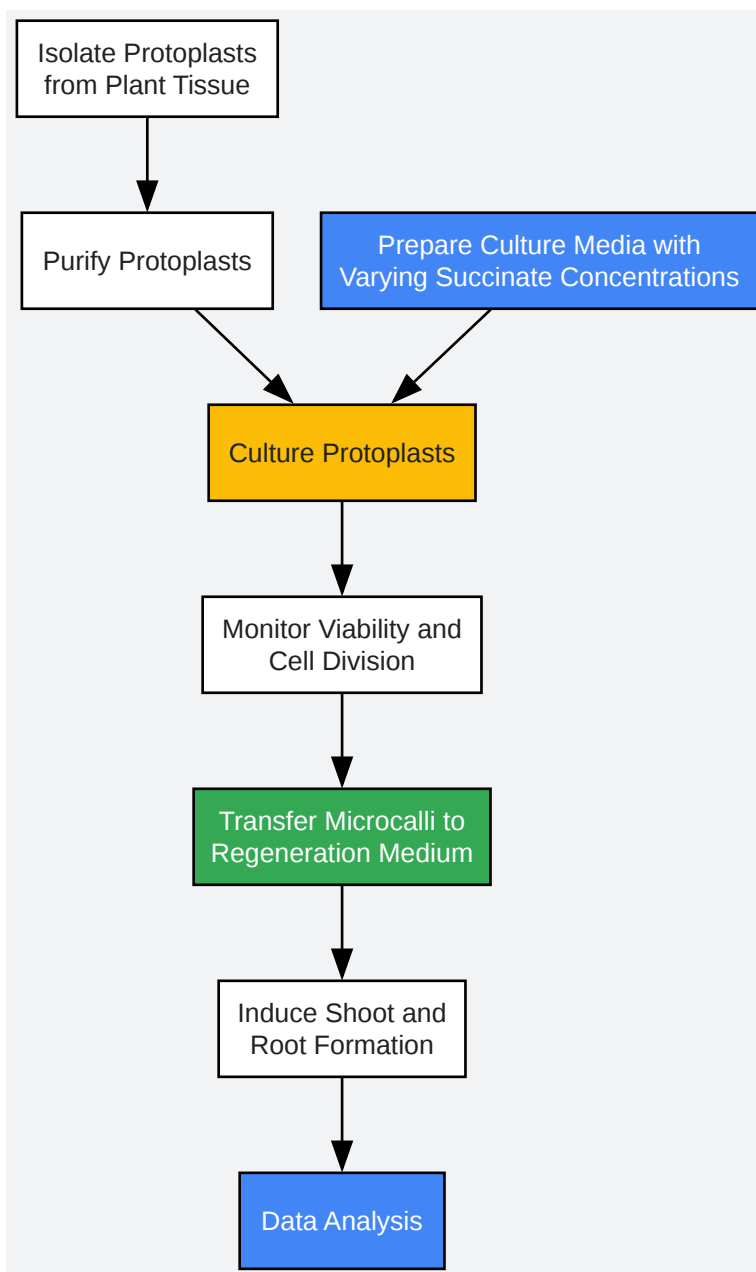 Isolate Protoplasts
from Plant Tissue
Purify Protoplasts
Prepare Culture Media with
Varying Succinate Concentrations
Culture Protoplasts
Monitor Viability and
Cell Division
Transfer Microcalli to
Regeneration Medium
Induce Shoot and
Root Formation
Data Analysis